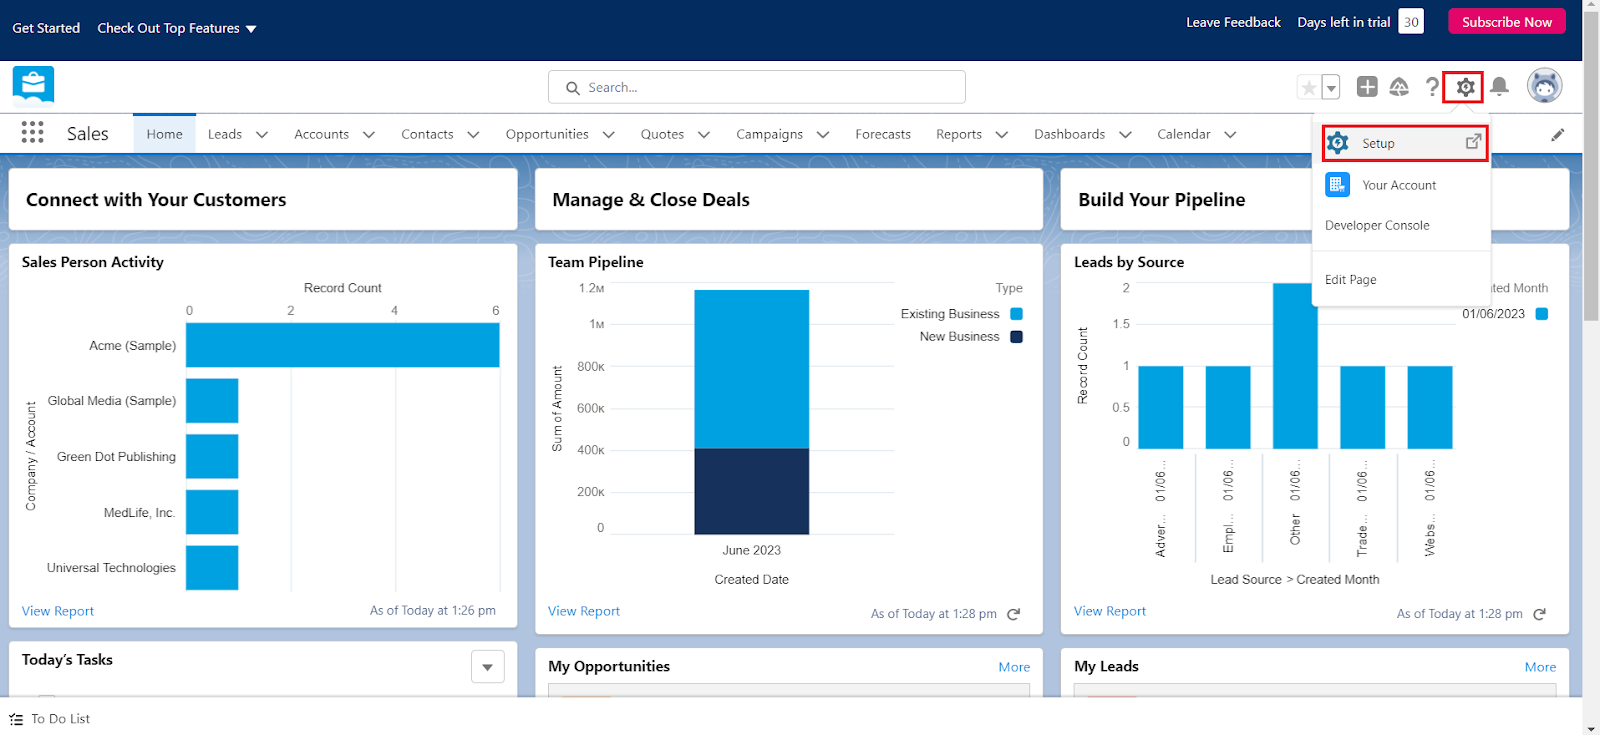 Get Started Check Out Top Features
Leave Feedback Days left in trial 30 Subscribe Now
Search...
Sales Home Leads Accounts Contacts Opportunities Quotes Campaigns Forecasts Reports Dashboards Calendar
Setup
Your Account
Developer Console
Edit Page
Connect with Your Customers
Manage & Close Deals
Build Your Pipeline
Sales Person Activity
Record Count
0 2 4 6
Company / Account
Acme (Sample)
Global Media (Sample)
Green Dot Publishing
MedLife, Inc.
Universal Technologies
View Report As of Today at 1:26 pm
Team Pipeline
Type
Existing Business
New Business
Sum of Amount
1.2M
1M
800K
600K
400K
200K
0
June 2023
Created Date
View Report As of Today at 1:28 pm
Leads by Source
Month
01/06/2023
Record Count
2
1.5
1
0.5
0
01/06... 01/06... 01/06... 01/06... 01/06...
Adver... Empl... Other Trade... Webs...
Lead Source > Created Month
View Report As of Today at 1:28 pm
Today's Tasks
My Opportunities More
My Leads More
To Do List